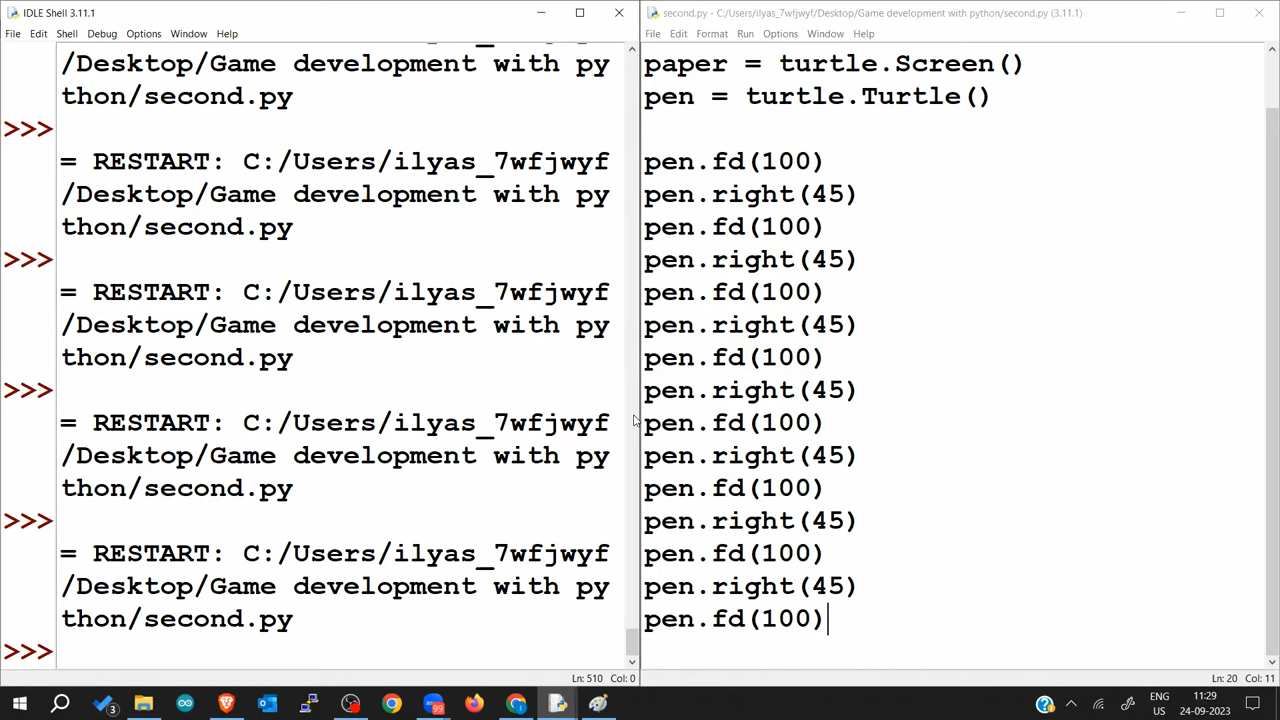 IDLE Shell 3.11.1
File Edit Shell Debug Options Window Help
/Desktop/Game development with py
thon/second.py
>>>
= RESTART: C:/Users/ilyas_7wfjwyf
/Desktop/Game development with py
thon/second.py
>>>
= RESTART: C:/Users/ilyas_7wfjwyf
/Desktop/Game development with py
thon/second.py
>>>
= RESTART: C:/Users/ilyas_7wfjwyf
/Desktop/Game development with py
thon/second.py
>>>
= RESTART: C:/Users/ilyas_7wfjwyf
/Desktop/Game development with py
thon/second.py
>>>
Ln: 510 Col: 0
second.py - C:/Users/ilyas_7wfjwyf/Desktop/Game development with python/second.py (3.11.1)
File Edit Format Run Options Window Help
paper = turtle.Screen()
pen = turtle.Turtle()
pen.fd(100)
pen.right(45)
pen.fd(100)
pen.right(45)
pen.fd(100)
pen.right(45)
pen.fd(100)
pen.right(45)
pen.fd(100)
pen.right(45)
pen.fd(100)
pen.right(45)
pen.fd(100)
pen.right(45)
pen.fd(100)
Ln: 20 Col: 11
3
99
ENG
US
11:29
24-09-2023